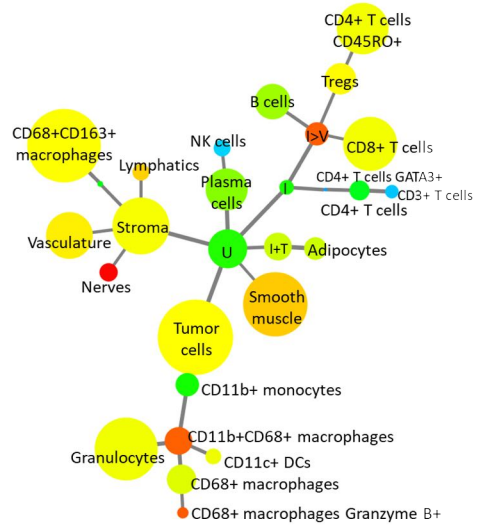 CD4+ T cells
CD45RO+
Tregs
B cells
I>V
CD8+ T cells
CD68+CD163+
macrophages
NK cells
Lymphatics
Plasma
cells
CD4+ T cells GATA3+
I
CD3+ T cells
CD4+ T cells
Stroma
Vasculature
U
I+T
Adipocytes
Nerves
Smooth
muscle
Tumor
cells
CD11b+ monocytes
CD11b+CD68+ macrophages
Granulocytes
CD11c+ DCs
CD68+ macrophages
CD68+ macrophages Granzyme B+